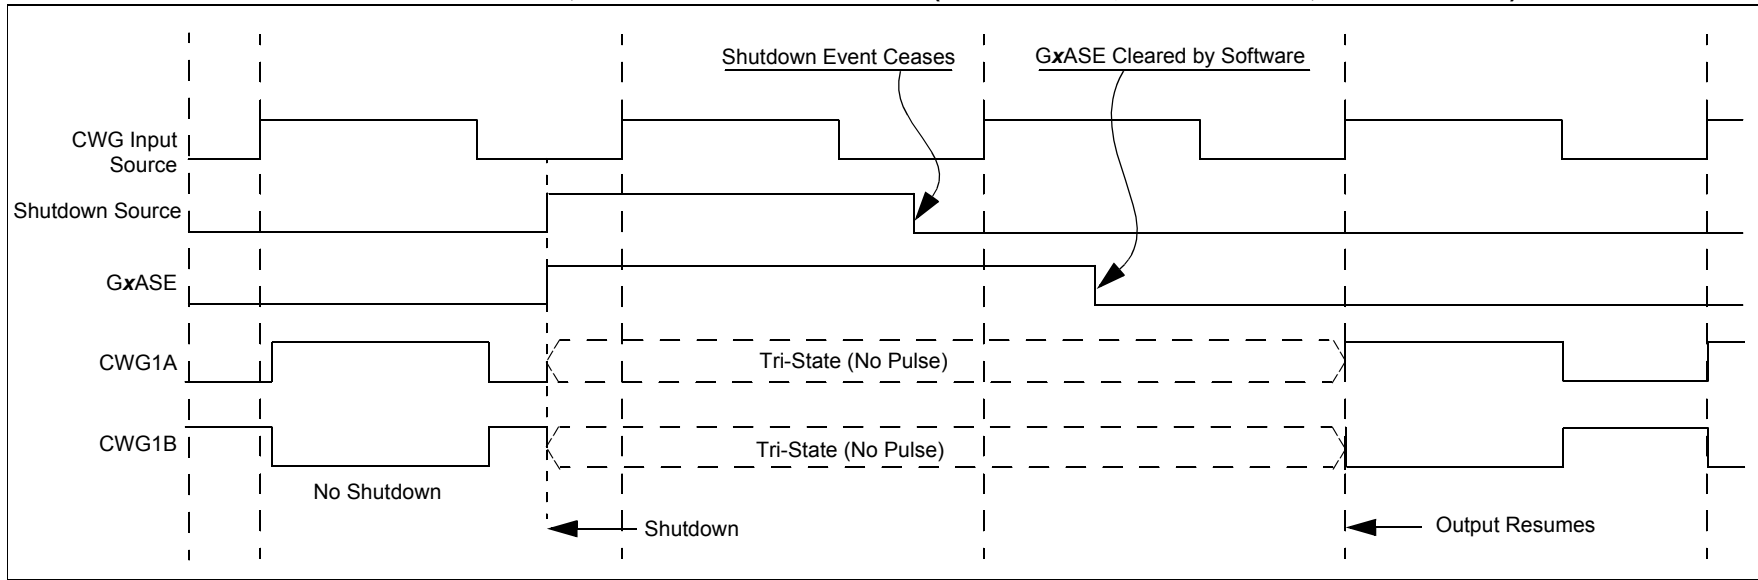 Shutdown Event Ceases
GxASE Cleared by Software
CWG Input
Source
Shutdown Source
GxASE
CWG1A
Tri-State (No Pulse)
CWG1B
Tri-State (No Pulse)
No Shutdown
Shutdown
Output Resumes